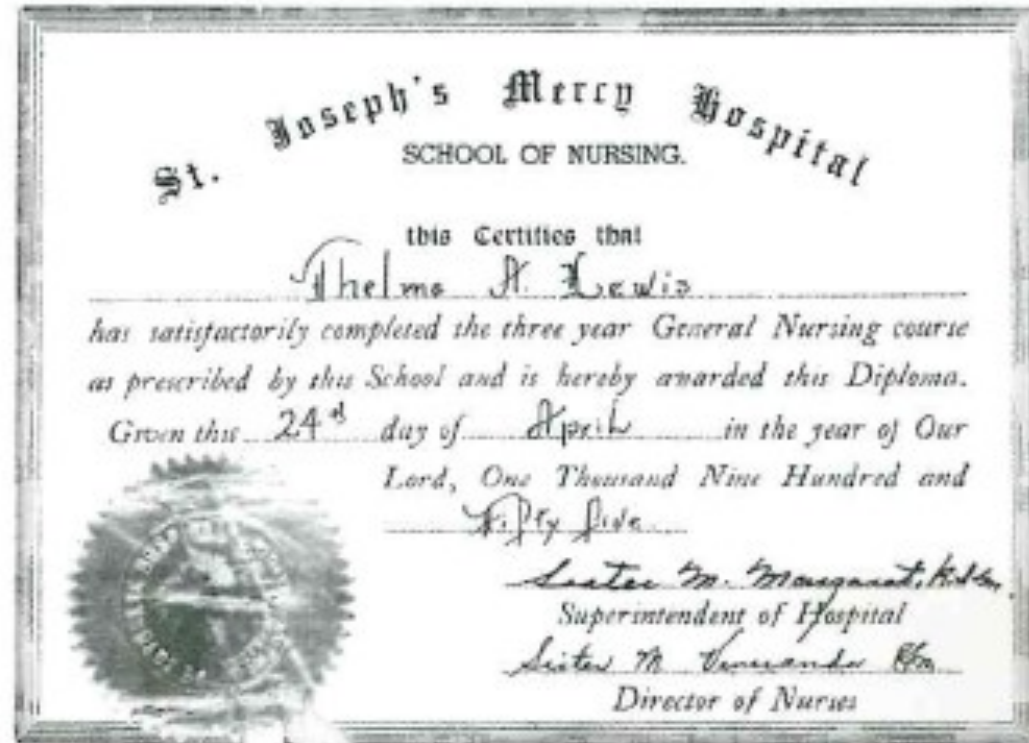 St. Joseph's Mercy Hospital
SCHOOL OF NURSING.
this Certifies that
Thelma A. Lewis
has satisfactorily completed the three year General Nursing course
as prescribed by this School and is hereby awarded this Diploma.
Given this 24th day of April in the year of Our
Lord, One Thousand Nine Hundred and
Fifty five
Sister M. Margaret,
Superintendent of Hospital
Sister M
Director of Nurses